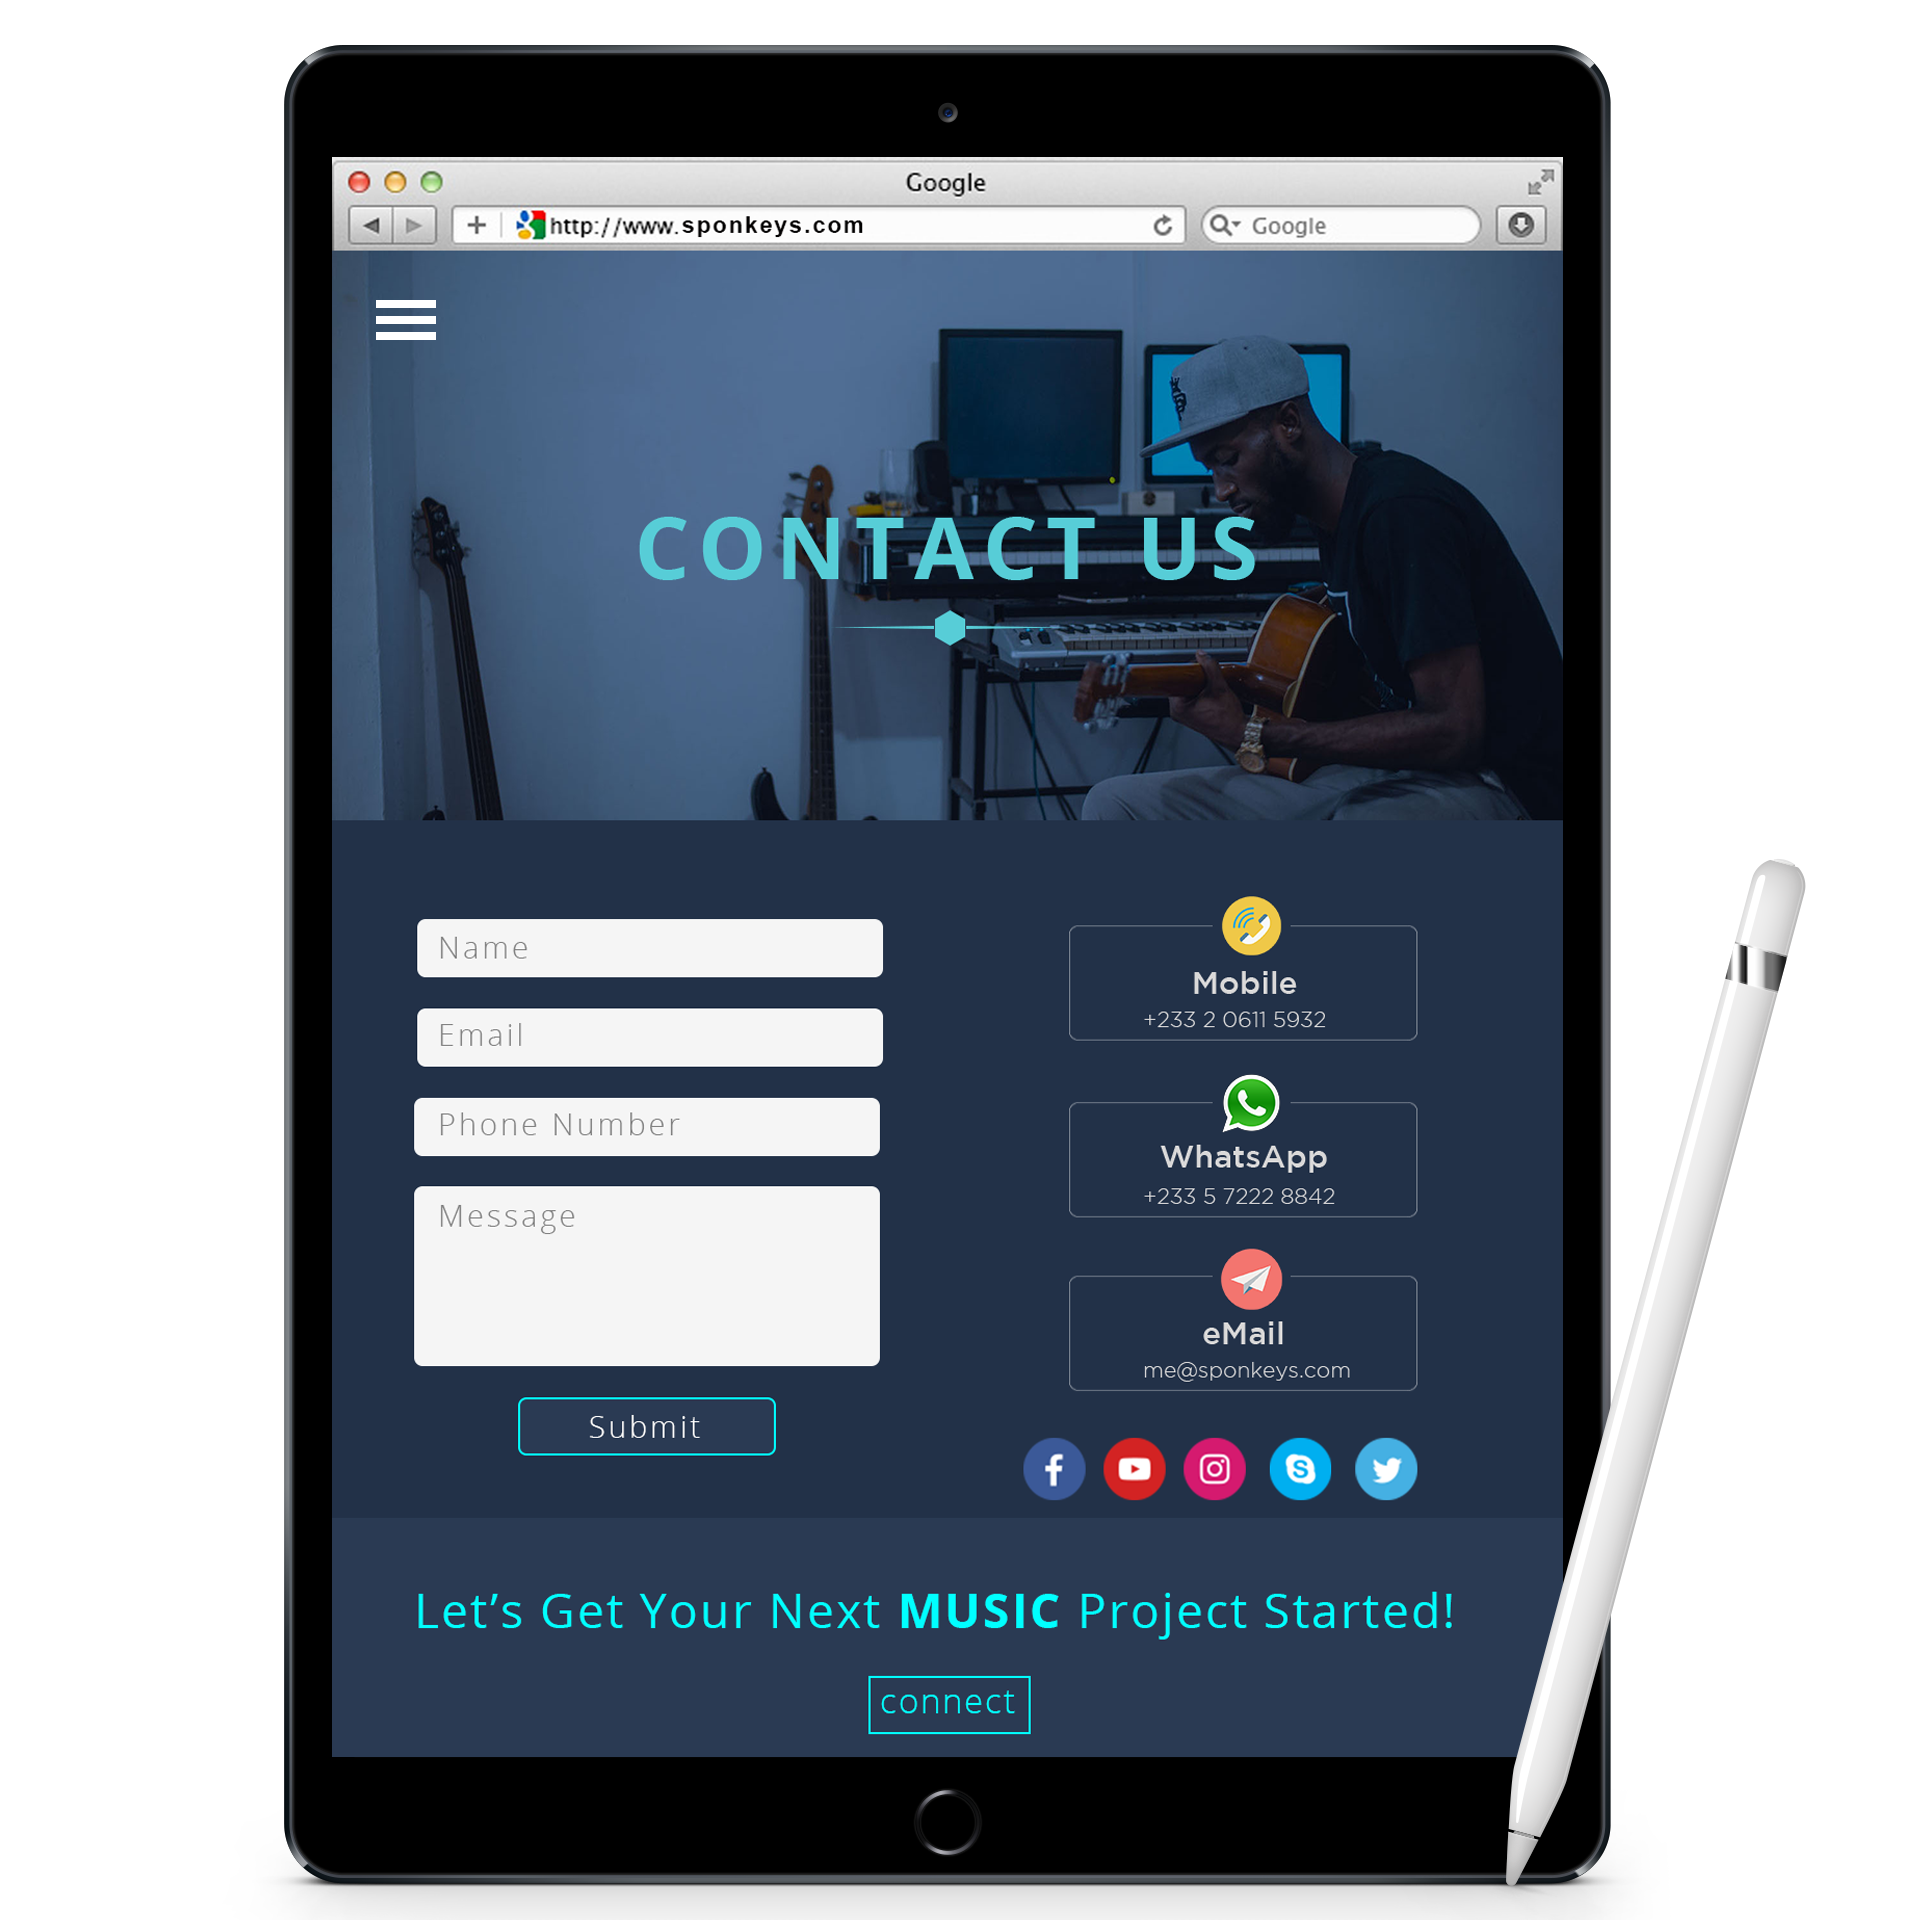 Google
http://www.sponkeys.com
Google
CONTACT US
Name
Email
Phone Number
Message
Submit
Mobile
+233 2 0611 5932
WhatsApp
+233 5 7222 8842
eMail
me@sponkeys.com
Let’s Get Your Next MUSIC Project Started!
connect